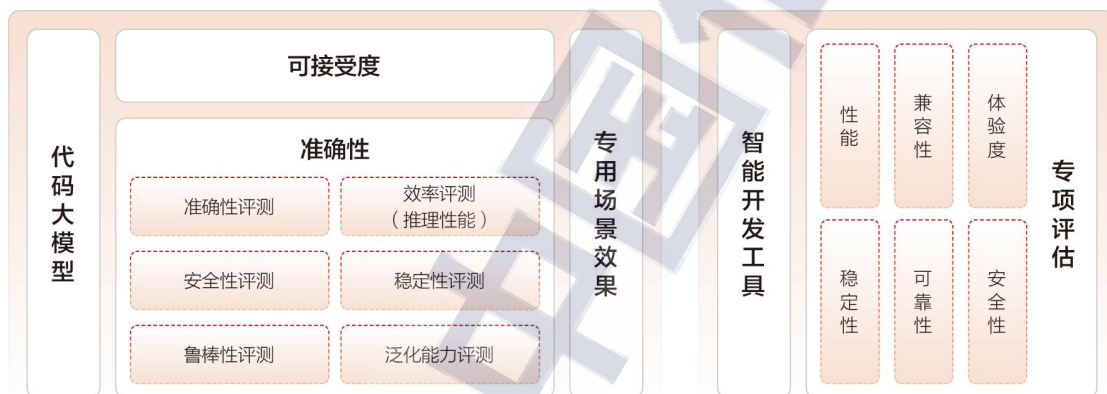 代码大模型
可接受度
准确性
准确性评测
效率评测
（推理性能）
安全性评测
稳定性评测
鲁棒性评测
泛化能力评测
专用场景效果
智能开发工具
性能
兼容性
体验度
稳定性
可靠性
安全性
专项评估
中国